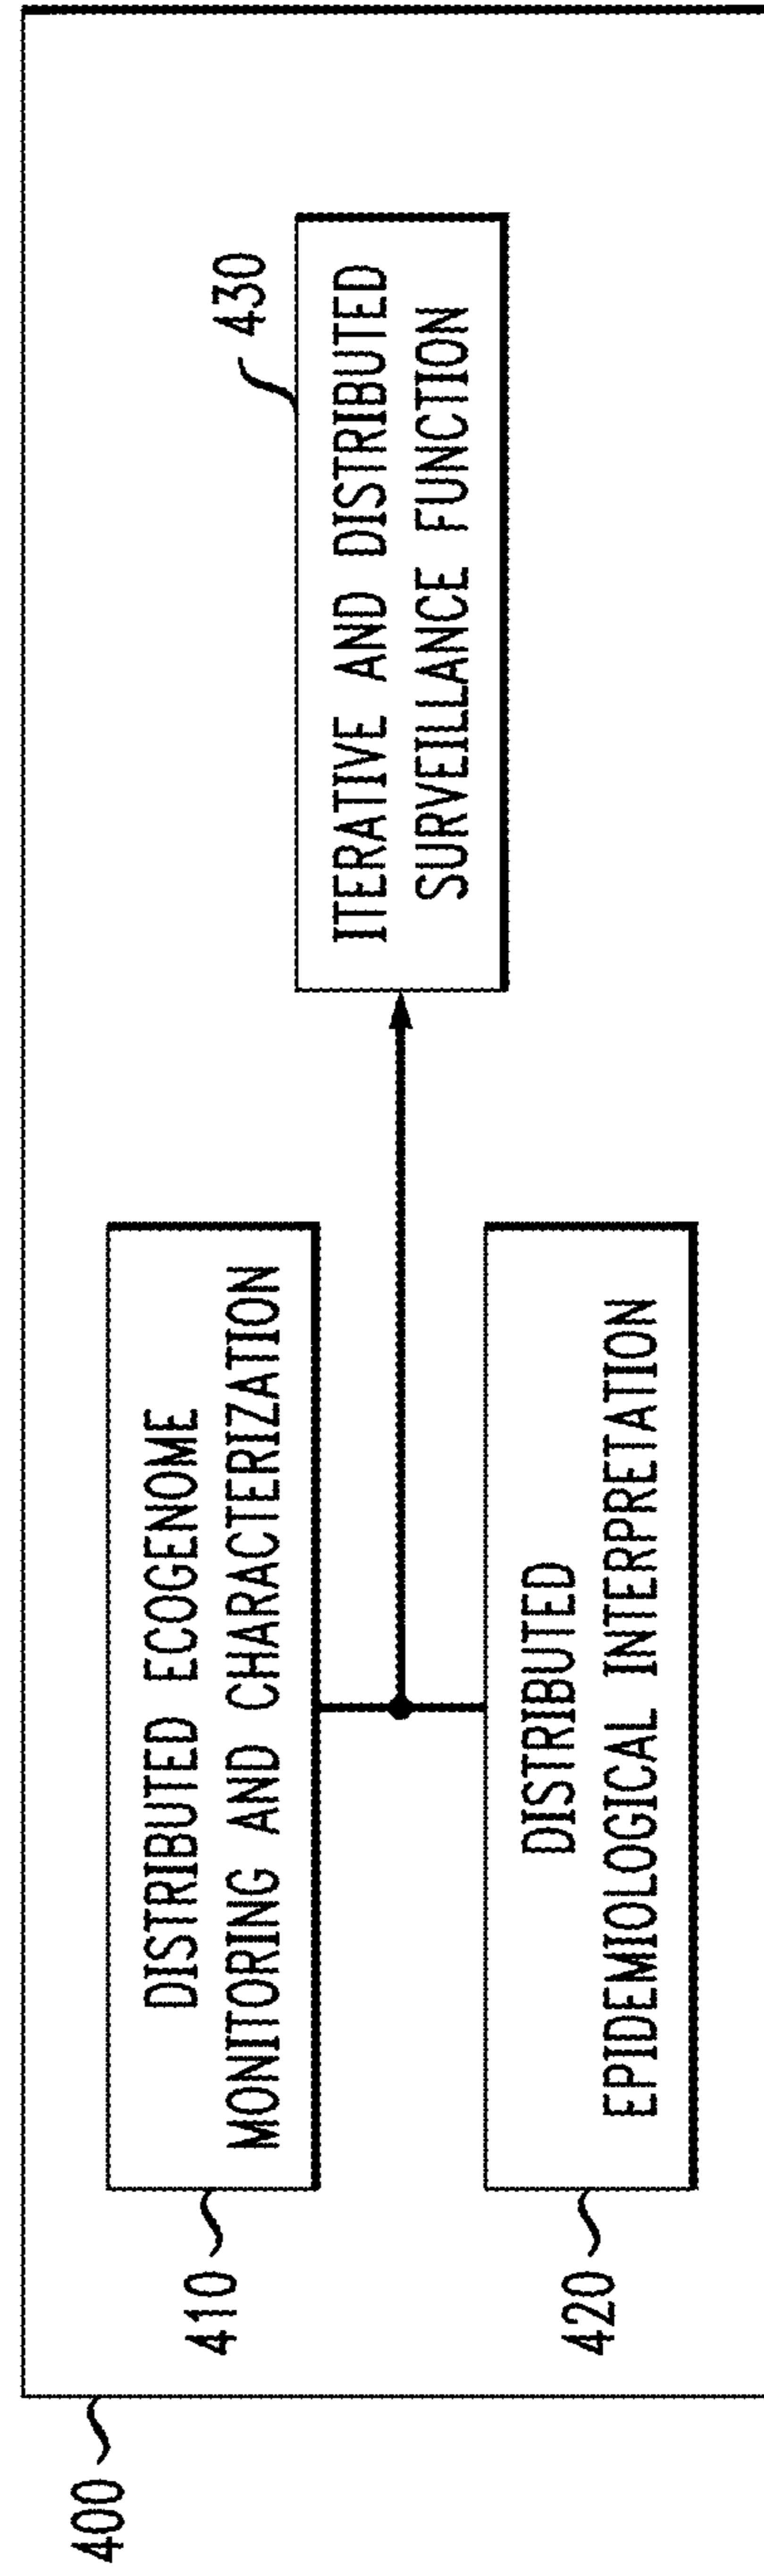 400
410
DISTRIBUTED ECOGENOME
MONITORING AND CHARACTERIZATION
420
DISTRIBUTED
EPIDEMIOLOGICAL INTERPRETATION
430
ITERATIVE AND DISTRIBUTED
SURVEILLANCE FUNCTION